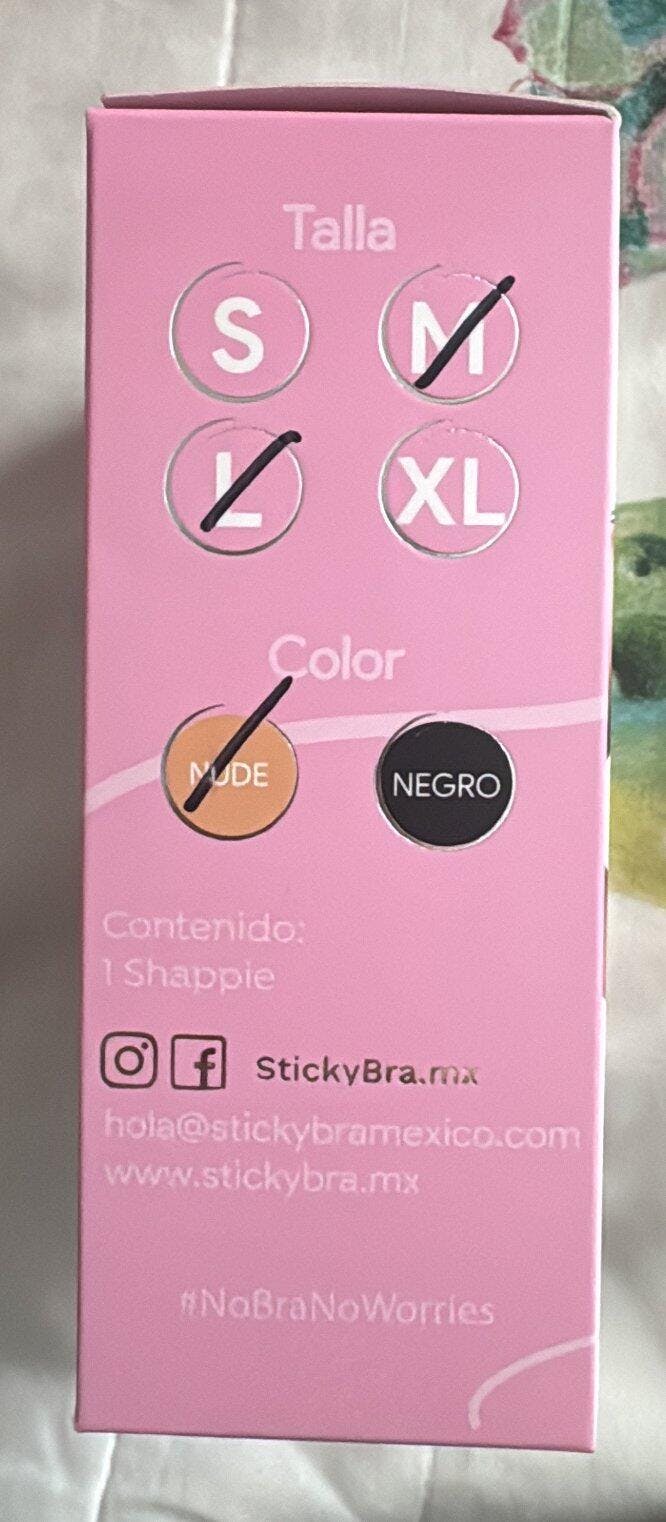 Talla
S M
L XL
Color
NUDE NEGRO
Contenido:
1 Shappie
StickyBra.mx
hola@stickybramexico.com
www.stickybra.mx
#NoBraNoWorries